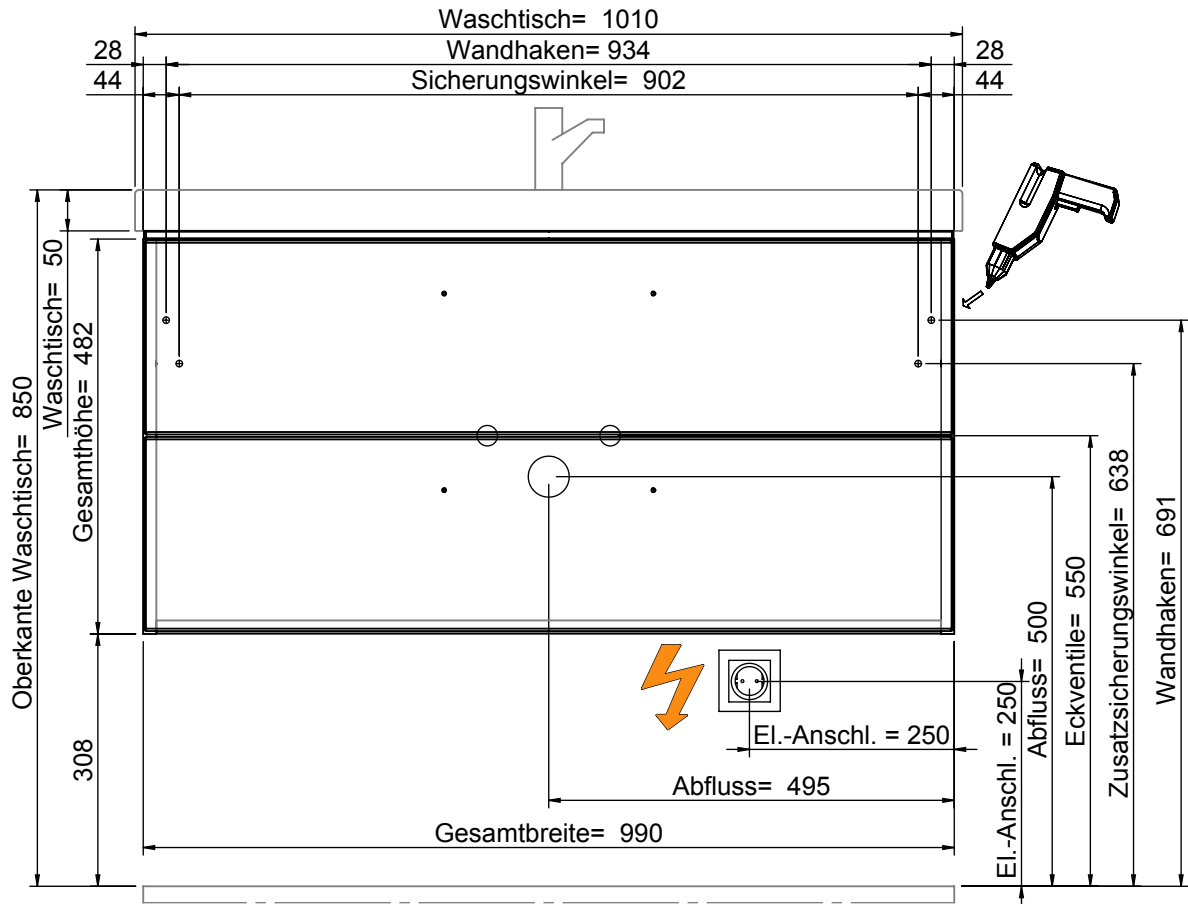 Waschtisch= 1010
28
Wandhaken= 934
28
44
Sicherungswinkel= 902
44
Oberkante Waschtisch= 850
Waschtisch= 50
Gesamthöhe= 482
308
El.-Anschl. = 250
Abfluss= 495
Gesamtbreite= 990
El.-Anschl. = 250
Abfluss= 500
Eckventile= 550
Zusatzsicherungswinkel= 638
Wandhaken= 691